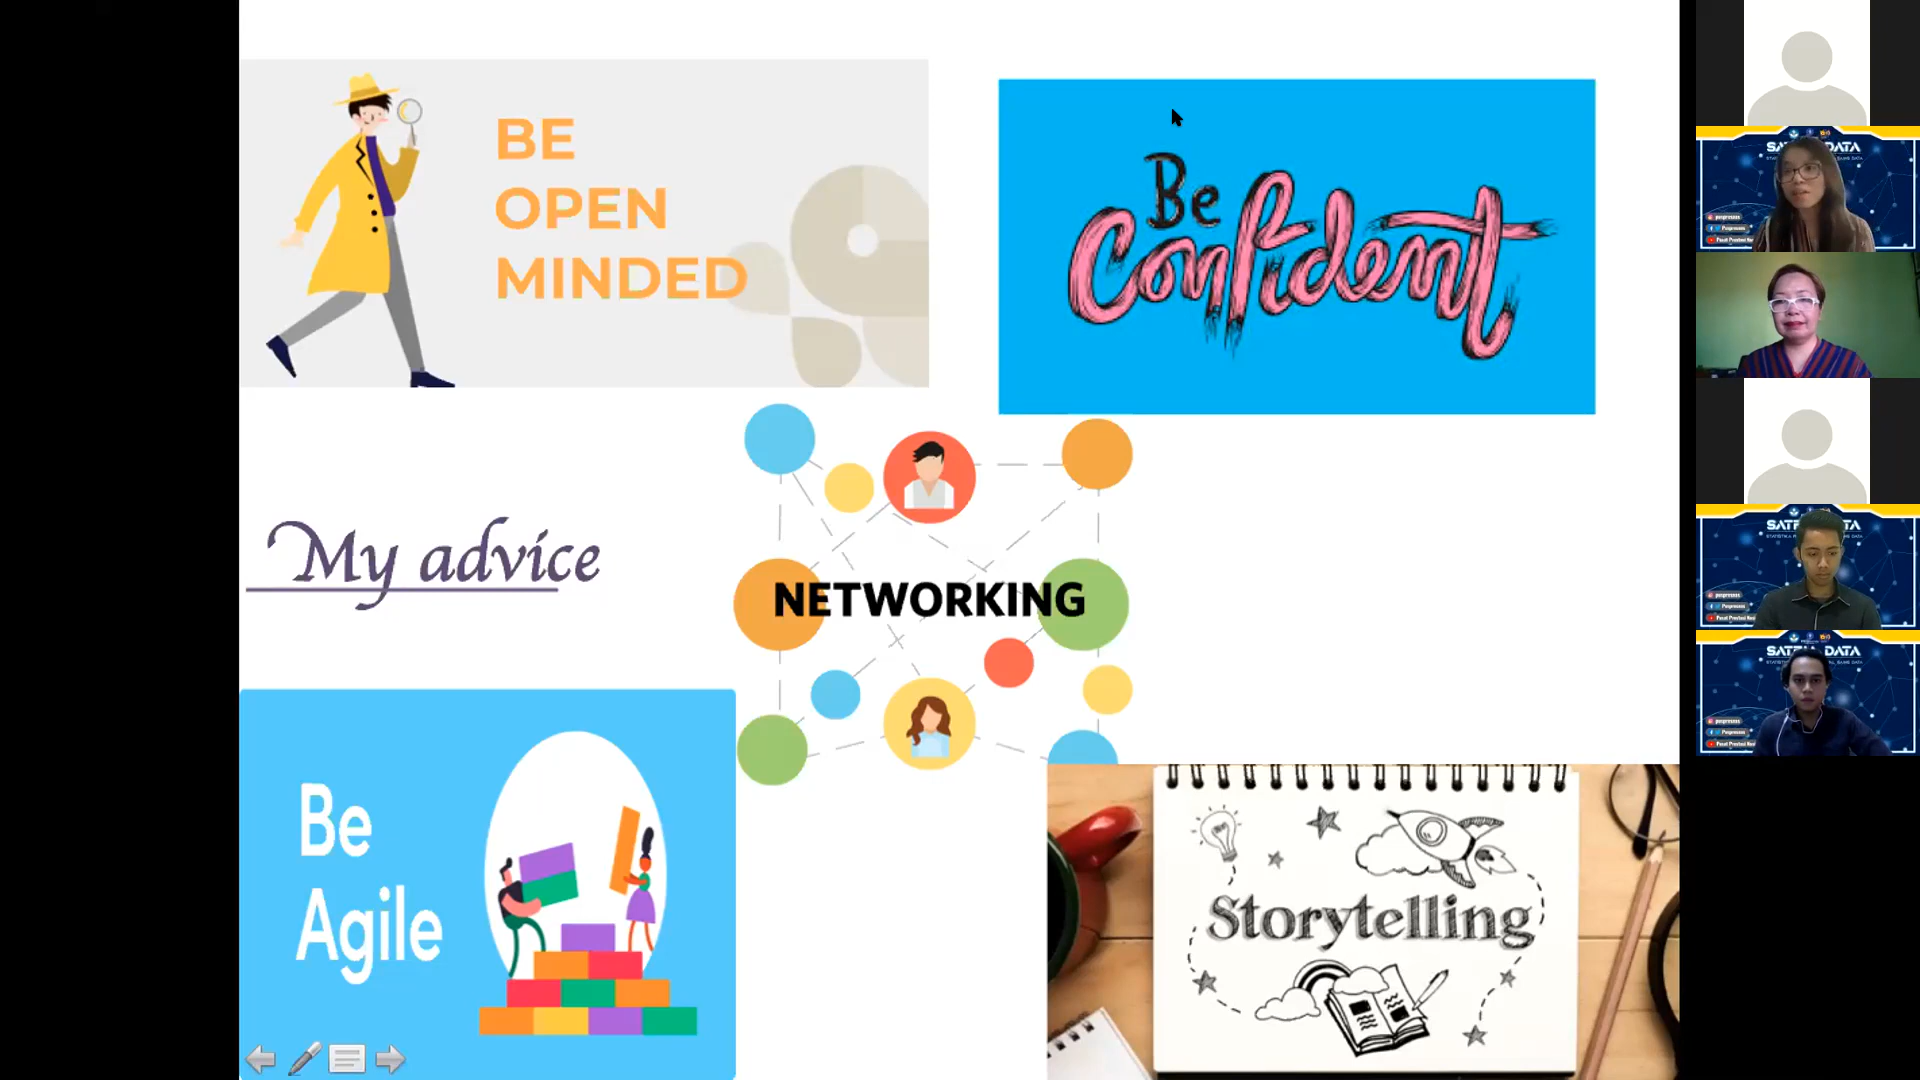 BE
OPEN
MINDED
Be
Confident
My advice
NETWORKING
Be
Agile
Storytelling